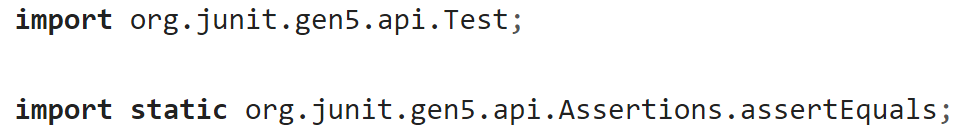 import org.junit.gen5.api.Test;
import static org.junit.gen5.api.Assertions.assertEquals;